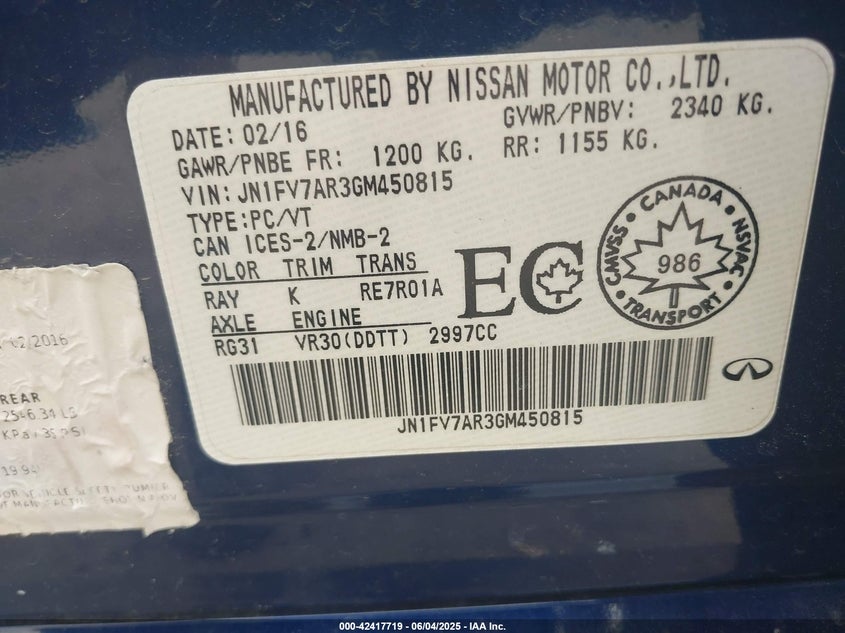 MANUFACTURED BY NISSAN MOTOR CO.,LTD.
DATE: 02/16
GVWR/PNBV: 2340 KG.
GAWR/PNBE FR: 1200 KG. RR: 1155 KG.
VIN: JN1FV7AR3GM450815
TYPE:PC/VT
CAN ICES-2/NMB-2
COLOR TRIM TRANS
RAY K RE7R01A
AXLE ENGINE
RG31 VR30(DDTT) 2997CC
EC
CANADA
CMVSS • NSVAC
986
TRANSPORT
JN1FV7AR3GM450815
2/2016
REAR
000-42417719 | 06/04/2025 - IAA Inc.